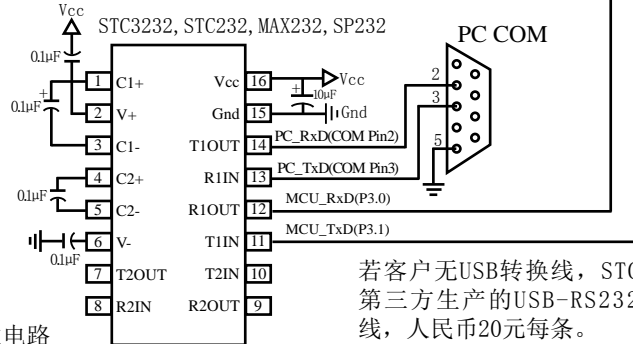 Vcc
STC3232, STC232, MAX232, SP232
PC COM
0.1μF
1 C1+ Vcc 16 Vcc
0.1μF + + 10μF
2 V+ Gnd 15 Gnd
3 C1- T1OUT 14 PC_RxD(COM Pin2)
4 C2+ R1IN 13 PC_TxD(COM Pin3)
0.1μF
5 C2- R1OUT 12 MCU_RxD(P3.0)
6 V- T1IN 11 MCU_TxD(P3.1)
0.1μF
7 T2OUT T2IN 10
8 R2IN R2OUT 9
2
3
5
若客户无USB转换线，STC
第三方生产的USB-RS232
线，人民币20元每条。
电路